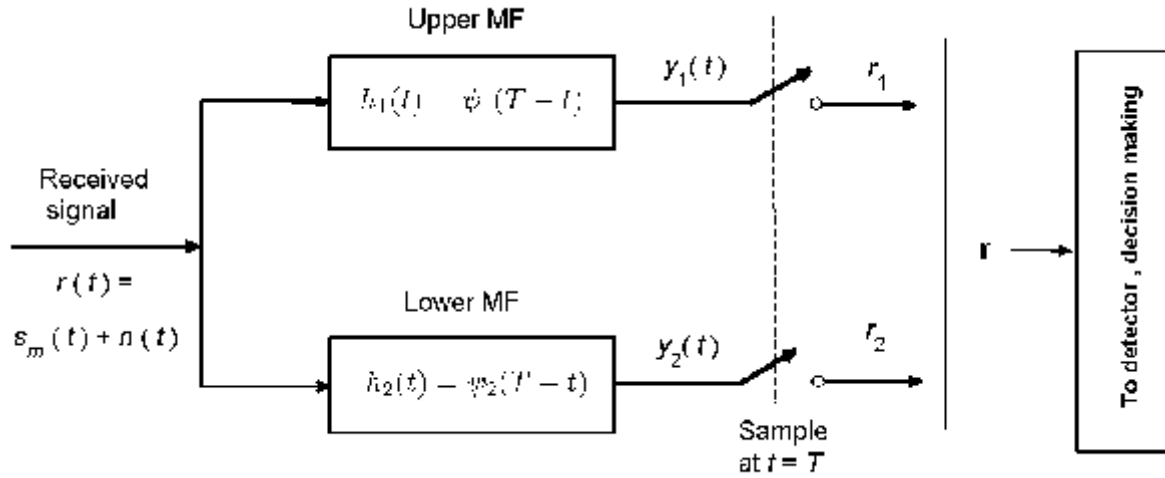 Upper MF
h₁(t) = ψ (T − t)
y₁(t)
r₁
Received
signal
r(t) =
sₘ(t) + n(t)
Lower MF
h₂(t) = ψ₂(T − t)
y₂(t)
r₂
Sample
at t = T
r
To detector , decision making